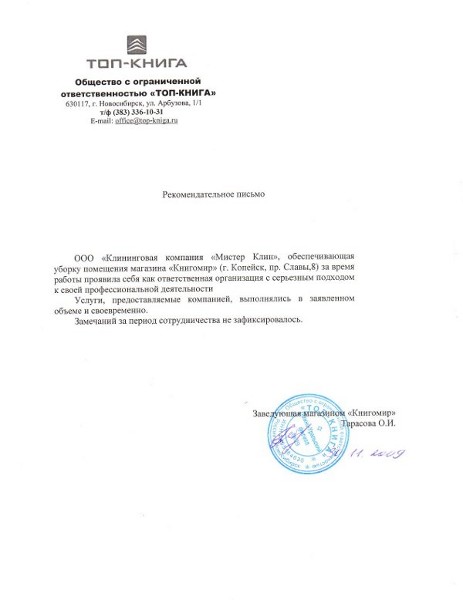 ТОП-КНИГА
Общество с ограниченной
ответственностью «ТОП-КНИГА»
630117, г. Новосибирск, ул. Арбузова, 1/1
т/ф (383) 336-10-31
E-mail: office@top-kniga.ru
Рекомендательное письмо
ООО «Клининговая компания «Мистер Клин», обеспечивающая
уборку помещения магазина «Книгомир» (г. Копейск, пр. Славы,8) за время
работы проявила себя как ответственная организация с серьезным подходом
к своей профессиональной деятельности
Услуги, предоставляемые компанией, выполнялись в заявленном
объеме и своевременно.
Замечаний за период сотрудничества не зафиксировалось.
Заведующая магазином «Книгомир»
Тарасова О.И.
11. 2009
«ТОП-КНИГА»